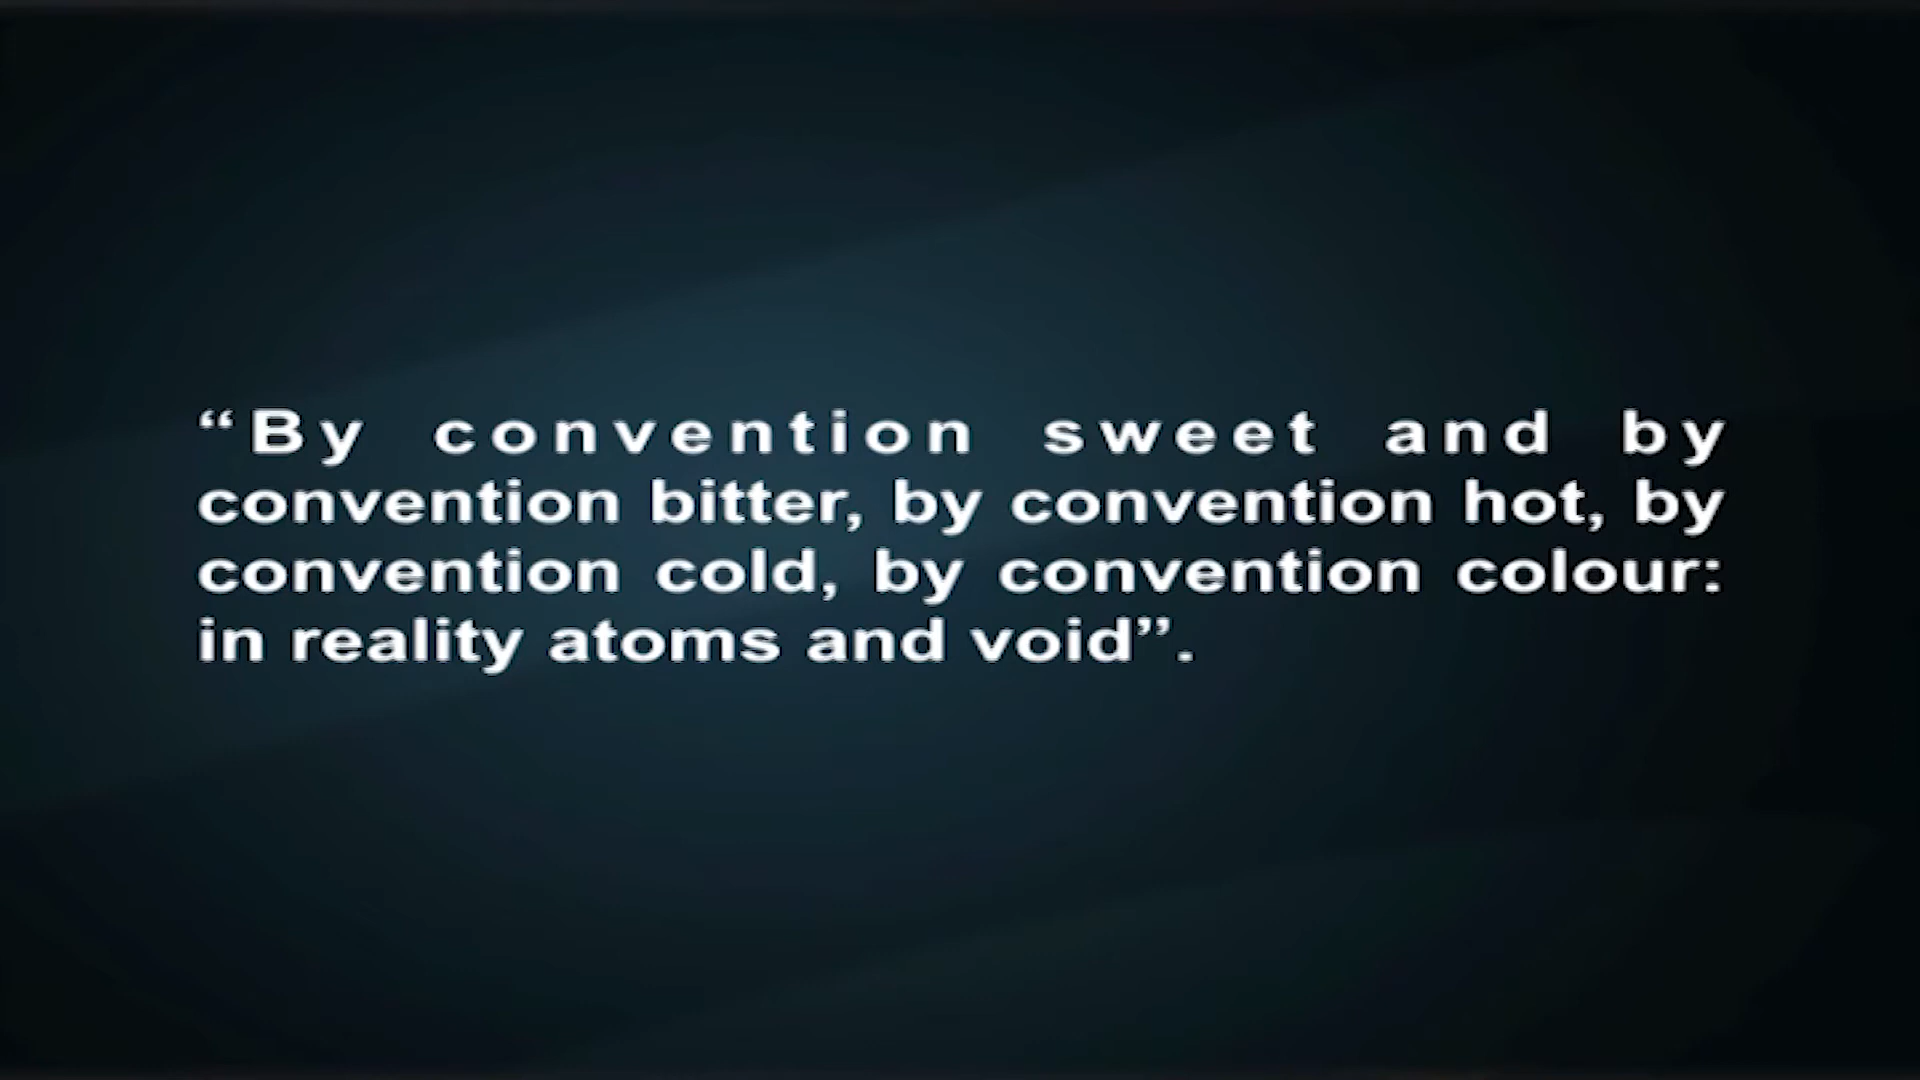 “By convention sweet and by
convention bitter, by convention hot, by
convention cold, by convention colour:
in reality atoms and void”.